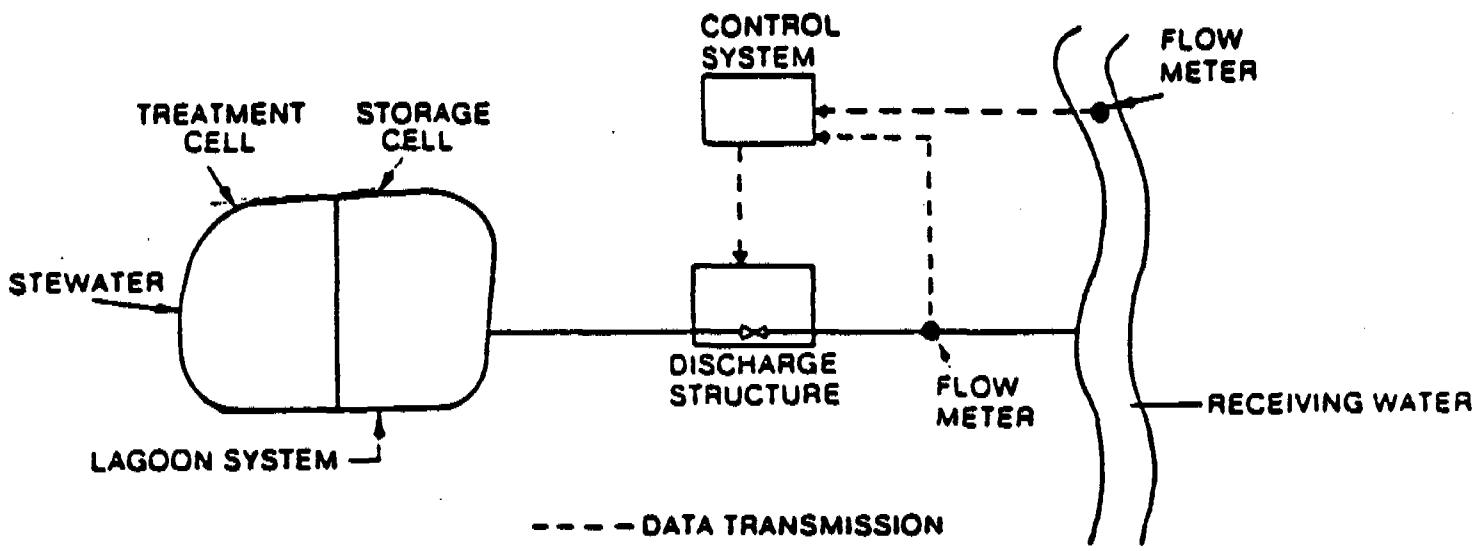 CONTROL
SYSTEM
FLOW
METER
TREATMENT
CELL
STORAGE
CELL
STEWATER
DISCHARGE
STRUCTURE
FLOW
METER
RECEIVING WATER
LAGOON SYSTEM
DATA TRANSMISSION